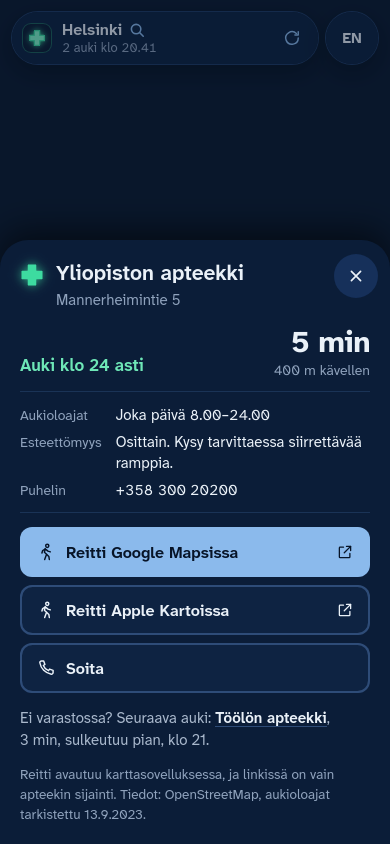 Helsinki
2 auki klo 20.41
EN
Yliopiston apteekki
Mannerheimintie 5
5 min
Auki klo 24 asti
400 m kävellen
Aukioloajat Joka päivä 8.00–24.00
Esteettömyys Osittain. Kysy tarvittaessa siirrettävää
ramppia.
Puhelin +358 300 20200
Reitti Google Mapsissa
Reitti Apple Kartoissa
Soita
Ei varastossa? Seuraava auki: Töölön apteekki,
3 min, sulkeutuu pian, klo 21.
Reitti avautuu karttasovelluksessa, ja linkissä on vain
apteekin sijainti. Tiedot: OpenStreetMap, aukioloajat
tarkistettu 13.9.2023.